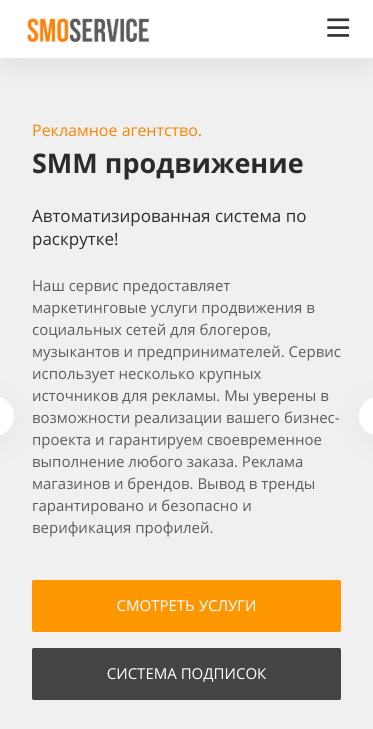 SMOSERVICE
Рекламное агентство.
SMM продвижение
Автоматизированная система по
раскрутке!
Наш сервис предоставляет
маркетинговые услуги продвижения в
социальных сетей для блогеров,
музыкантов и предпринимателей. Сервис
использует несколько крупных
источников для рекламы. Мы уверены в
возможности реализации вашего бизнес-
проекта и гарантируем своевременное
выполнение любого заказа. Реклама
магазинов и брендов. Вывод в тренды
гарантировано и безопасно и
верификация профилей.
СМОТРЕТЬ УСЛУГИ
СИСТЕМА ПОДПИСОК